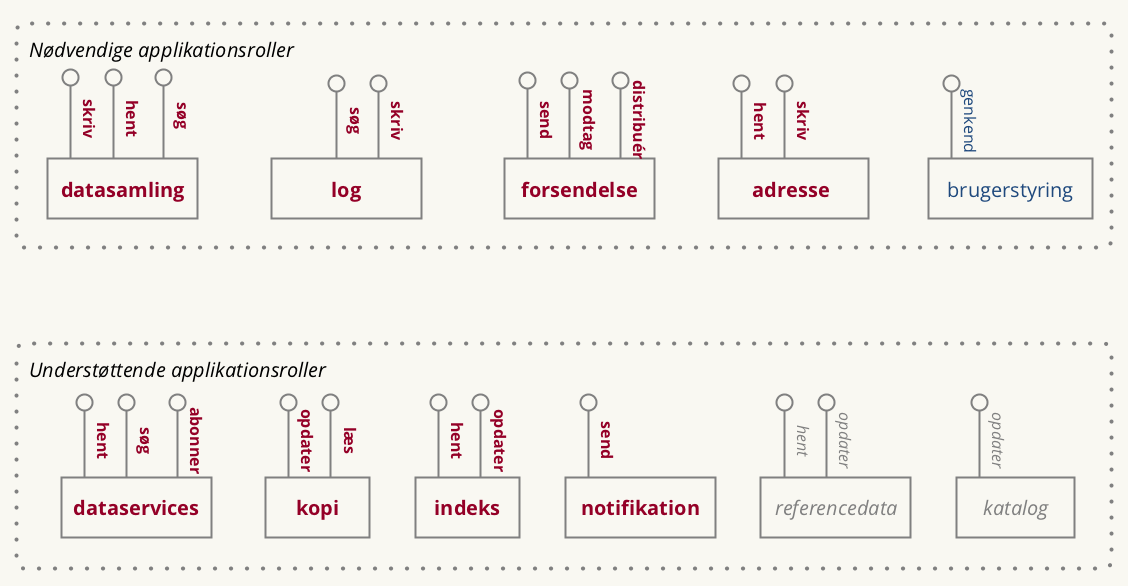 Nødvendige applikationsroller
skriv
hent
søg
søg
skriv
send
modtag
distribuér
hent
skriv
genkend
datasamling
log
forsendelse
adresse
brugerstyring
Understøttende applikationsroller
hent
søg
abonner
opdater
læs
hent
opdater
send
hent
opdater
opdater
dataservices
kopi
indeks
notifikation
referencedata
katalog